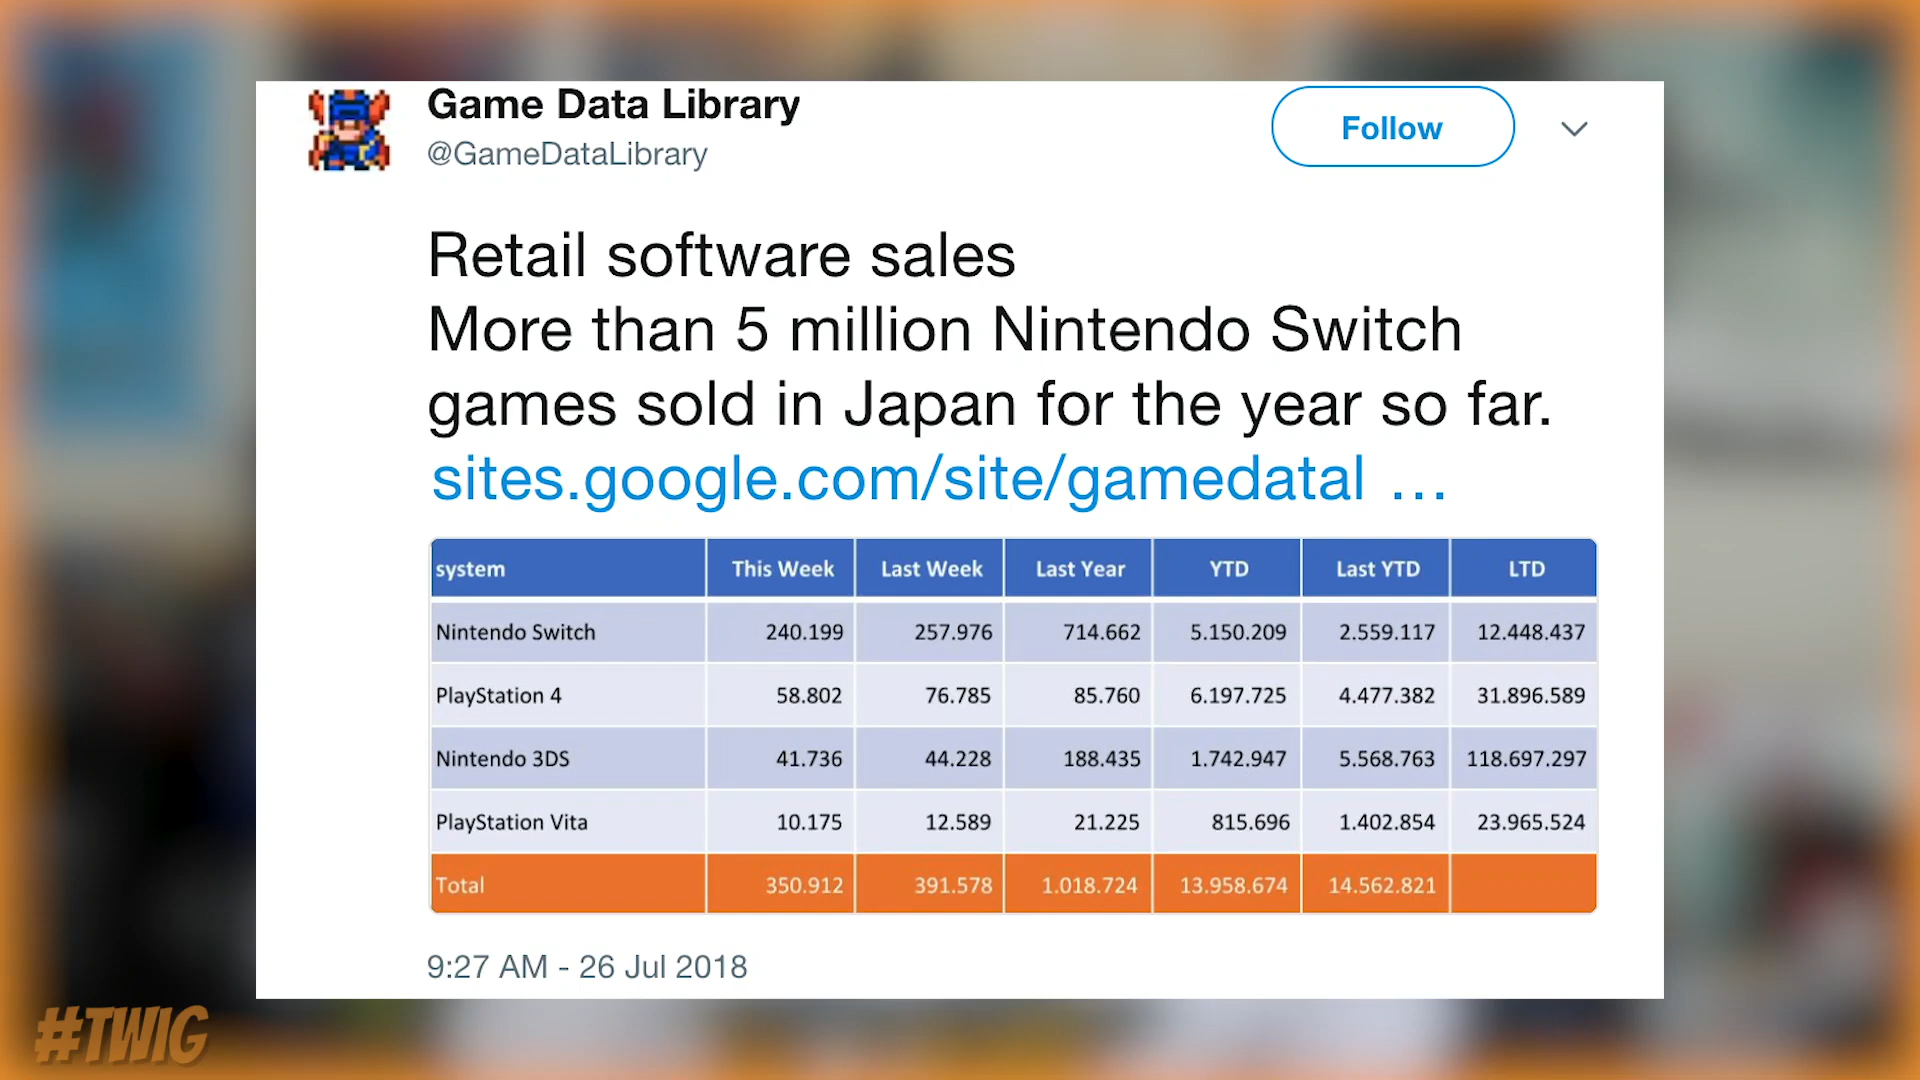 Game Data Library
@GameDataLibrary
Follow
Retail software sales
More than 5 million Nintendo Switch
games sold in Japan for the year so far.
sites.google.com/site/gamedatal …
system This Week Last Week Last Year YTD Last YTD LTD
Nintendo Switch 240.199 257.976 714.662 5.150.209 2.559.117 12.448.437
PlayStation 4 58.802 76.785 85.760 6.197.725 4.477.382 31.896.589
Nintendo 3DS 41.736 44.228 188.435 1.742.947 5.568.763 118.697.297
PlayStation Vita 10.175 12.589 21.225 815.696 1.402.854 23.965.524
Total 350.912 391.578 1.018.724 13.958.674 14.562.821
9:27 AM - 26 Jul 2018
#TWIG